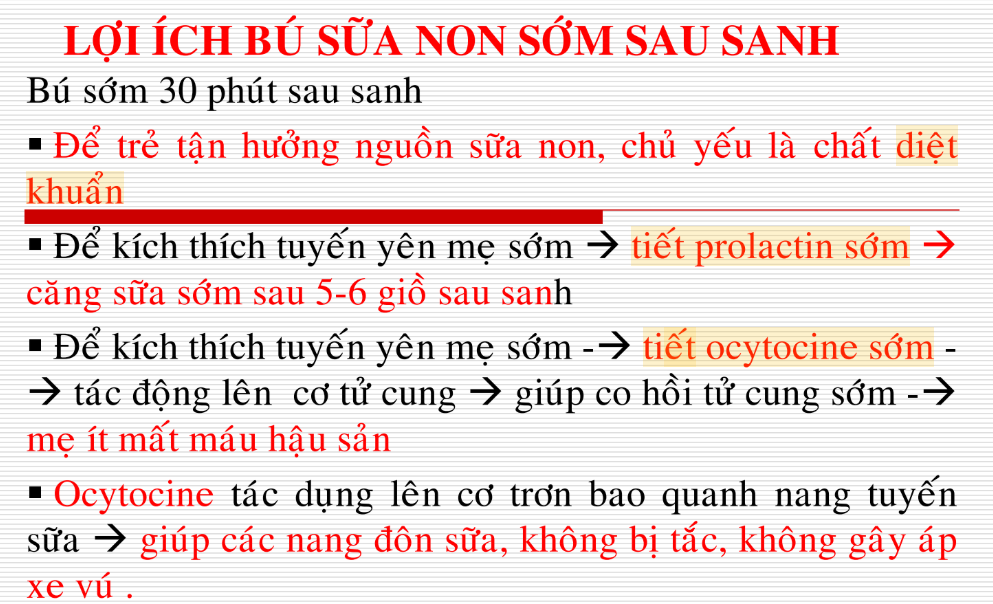 LỢI ÍCH BÚ SỮA NON SỚM SAU SANH
Bú sớm 30 phút sau sanh
▪ Để trẻ tận hưởng nguồn sữa non, chủ yếu là chất diệt
khuẩn
▪ Để kích thích tuyến yên mẹ sớm → tiết prolactin sớm →
căng sữa sớm sau 5-6 giồ sau sanh
▪ Để kích thích tuyến yên mẹ sớm -→ tiết ocytocine sớm -
→ tác động lên cơ tử cung → giúp co hồi tử cung sớm -→
mẹ ít mất máu hậu sản
▪ Ocytocine tác dụng lên cơ trơn bao quanh nang tuyến
sữa → giúp các nang đôn sữa, không bị tắc, không gây áp
xe vú .